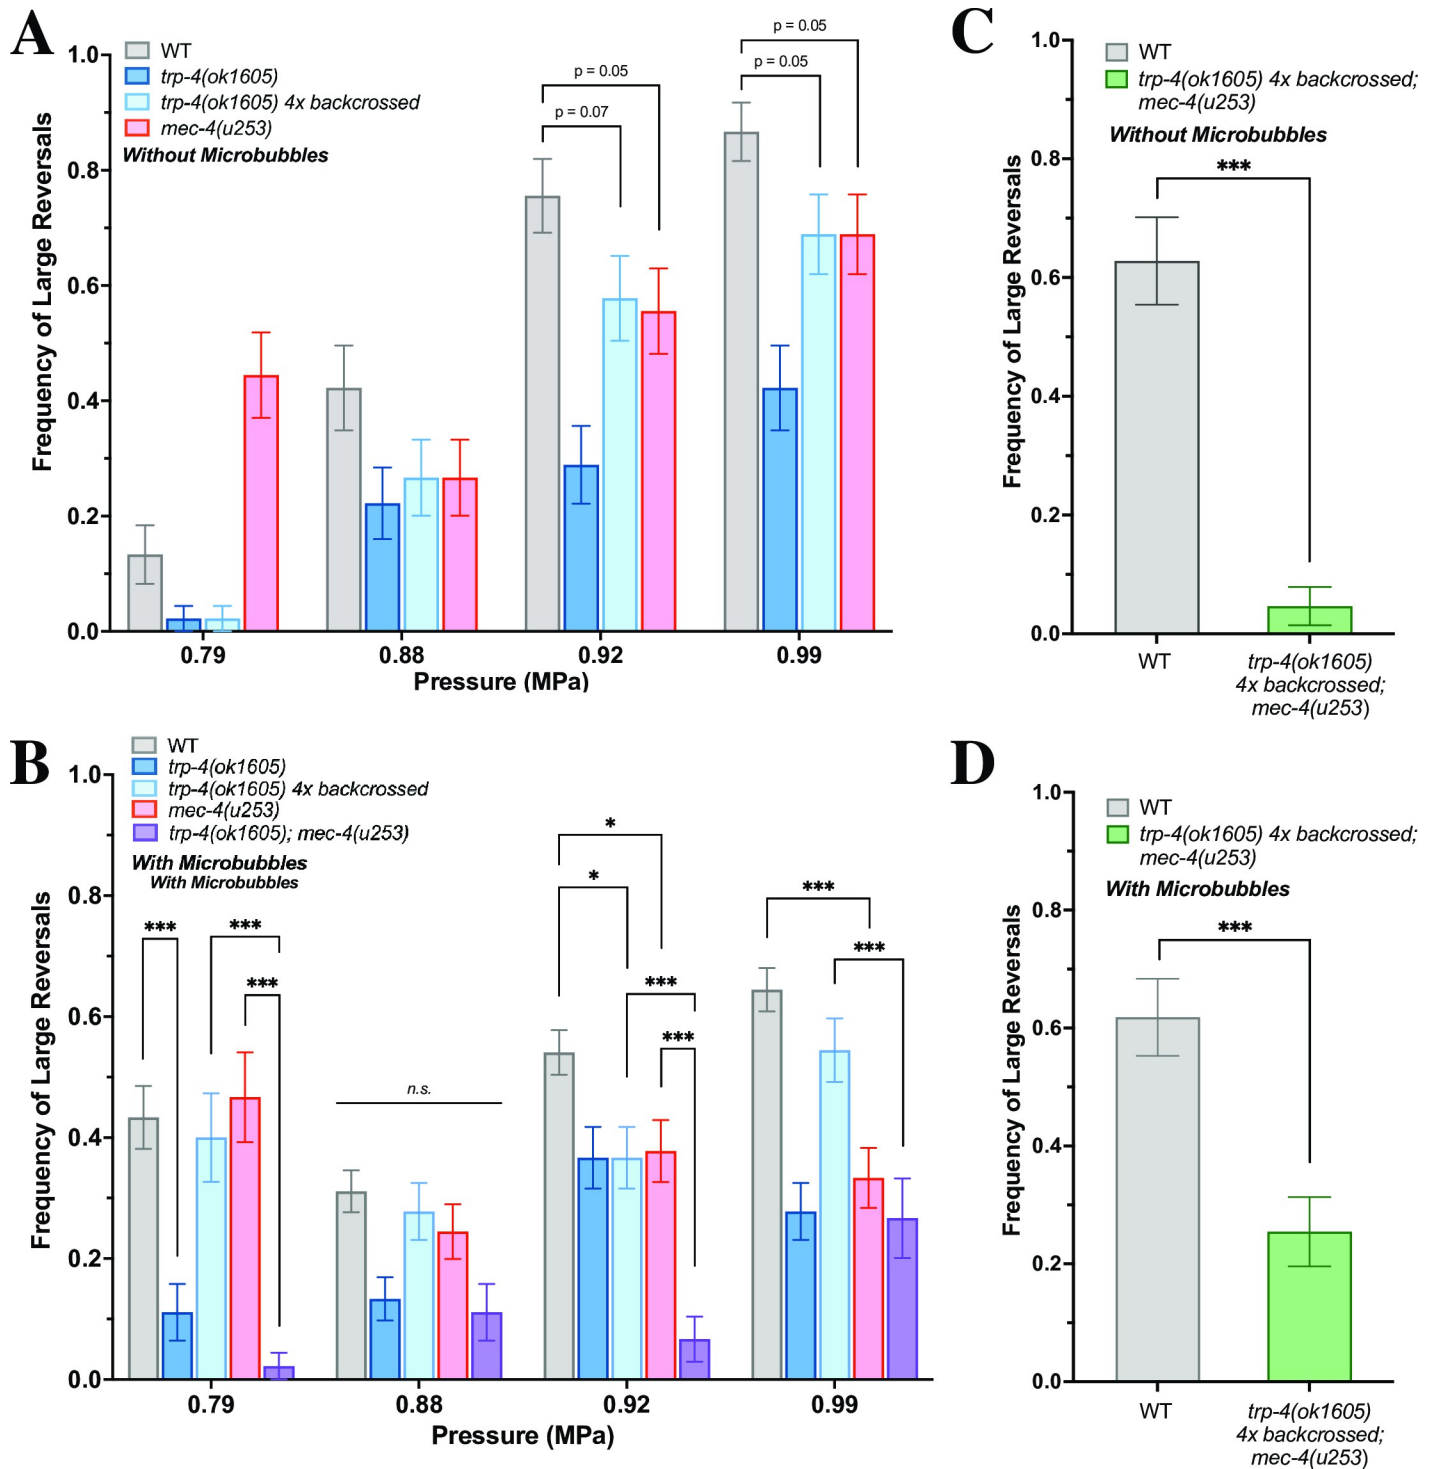 A
WT
trp-4(ok1605)
trp-4(ok1605) 4x backcrossed
mec-4(u253)
Without Microbubbles
p = 0.05
p = 0.07
p = 0.05
p = 0.05
Frequency of Large Reversals
1.0
0.8
0.6
0.4
0.2
0.0
0.79
0.88
0.92
0.99
Pressure (MPa)
C
WT
trp-4(ok1605) 4x backcrossed;
mec-4(u253)
Without Microbubbles
***
Frequency of Large Reversals
1.0
0.8
0.6
0.4
0.2
0.0
WT
trp-4(ok1605)
4x backcrossed;
mec-4(u253)
B
WT
trp-4(ok1605)
trp-4(ok1605) 4x backcrossed
mec-4(u253)
trp-4(ok1605); mec-4(u253)
With Microbubbles
With Microbubbles
***
***
***
n.s.
*
*
***
***
***
***
Frequency of Large Reversals
1.0
0.8
0.6
0.4
0.2
0.0
0.79
0.88
0.92
0.99
Pressure (MPa)
D
WT
trp-4(ok1605) 4x backcrossed;
mec-4(u253)
With Microbubbles
***
Frequency of Large Reversals
1.0
0.8
0.6
0.4
0.2
0.0
WT
trp-4(ok1605)
4x backcrossed;
mec-4(u253)